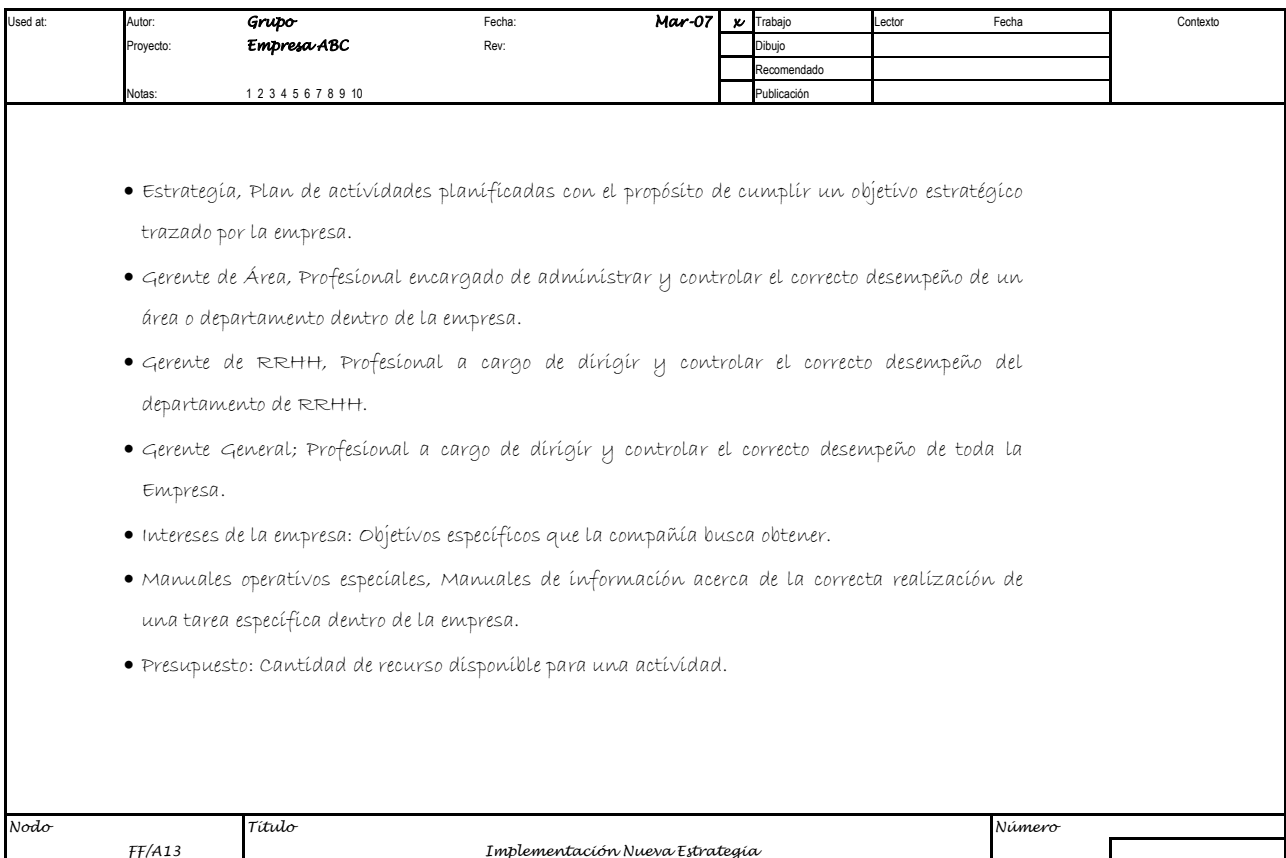 Used at: Autor: Grupo Fecha: Mar-07 x Trabajo Lector Fecha Contexto
Proyecto: Empresa ABC Rev: Dibujo
Recomendado
Notas: 1 2 3 4 5 6 7 8 9 10 Publicación
• Estrategia, Plan de actividades planificadas con el propósito de cumplir un objetivo estratégico
trazado por la empresa.
• Gerente de Área, Profesional encargado de administrar y controlar el correcto desempeño de un
área o departamento dentro de la empresa.
• Gerente de RRHH, Profesional a cargo de dirigir y controlar el correcto desempeño del
departamento de RRHH.
• Gerente General; Profesional a cargo de dirigir y controlar el correcto desempeño de toda la
Empresa.
• Intereses de la empresa: Objetivos específicos que la compañía busca obtener.
• Manuales operativos especiales, Manuales de información acerca de la correcta realización de
una tarea específica dentro de la empresa.
• Presupuesto: Cantidad de recurso disponible para una actividad.
Nodo Título Número
FF/A13 Implementación Nueva Estrategia